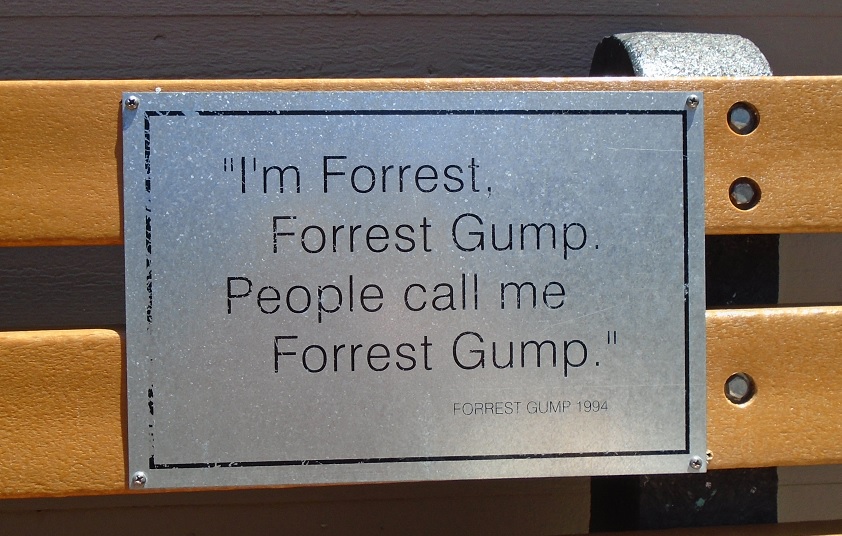 "I'm Forrest,
Forrest Gump.
People call me
Forrest Gump."
FORREST GUMP 1994